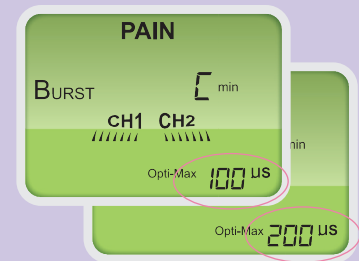 PAIN
BURST C min
CH1 CH2
Opti-Max 100 µs
min
Opti-Max 200 µs